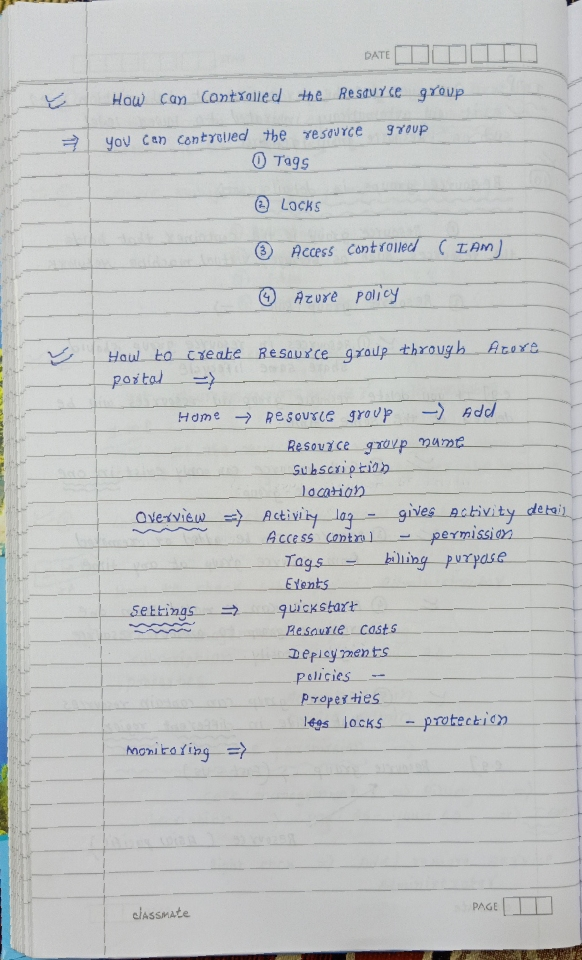 DATE
How can controlled the Resource group
⇒ you can controlled the resource group
① Tags
② Locks
③ Access controlled ( IAM)
④ Azure policy
How to create Resource group through Azore
portal ⇒
Home → Resource group → Add
Resource group name
subscription
location
Overview ⇒ Activity log - gives Activity detail
Access control - permission
Tags - billing purpose
Events
Settings ⇒ quickstart
Resource costs
Deployments
policies -
Properties
locks - protection
monitoring ⇒
classmate
PAGE